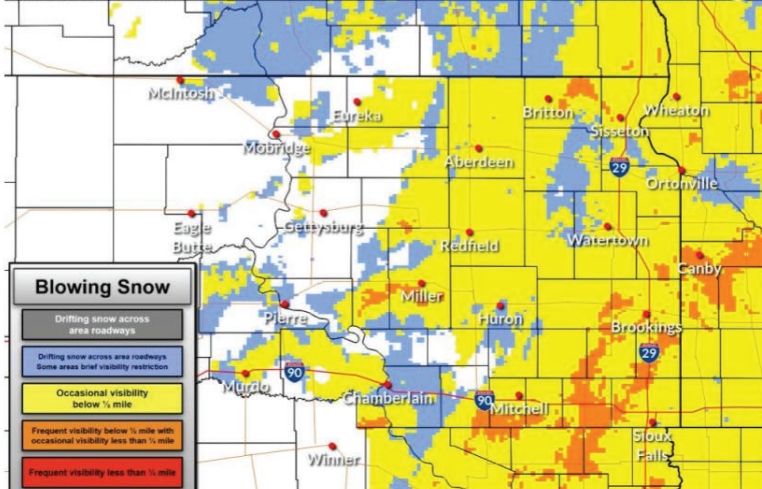 McIntosh
Eureka
Britton
Wheaton
Sisseton
Mobridge
Aberdeen
29
Ortonville
Eagle
Butte
Gettysburg
Redfield
Watertown
Canby
Blowing Snow
Drifting snow across
area roadways
Drifting snow across area roadways
Some areas brief visibility restriction
Occasional visibility
below ½ mile
Frequent visibility below ½ mile with
occasional visibility less than ¼ mile
Frequent visibility less than ¼ mile
Miller
Pierre
Huron
Brookings
29
Murdo
90
Chamberlain
90
Mitchell
Sioux
Falls
Winner